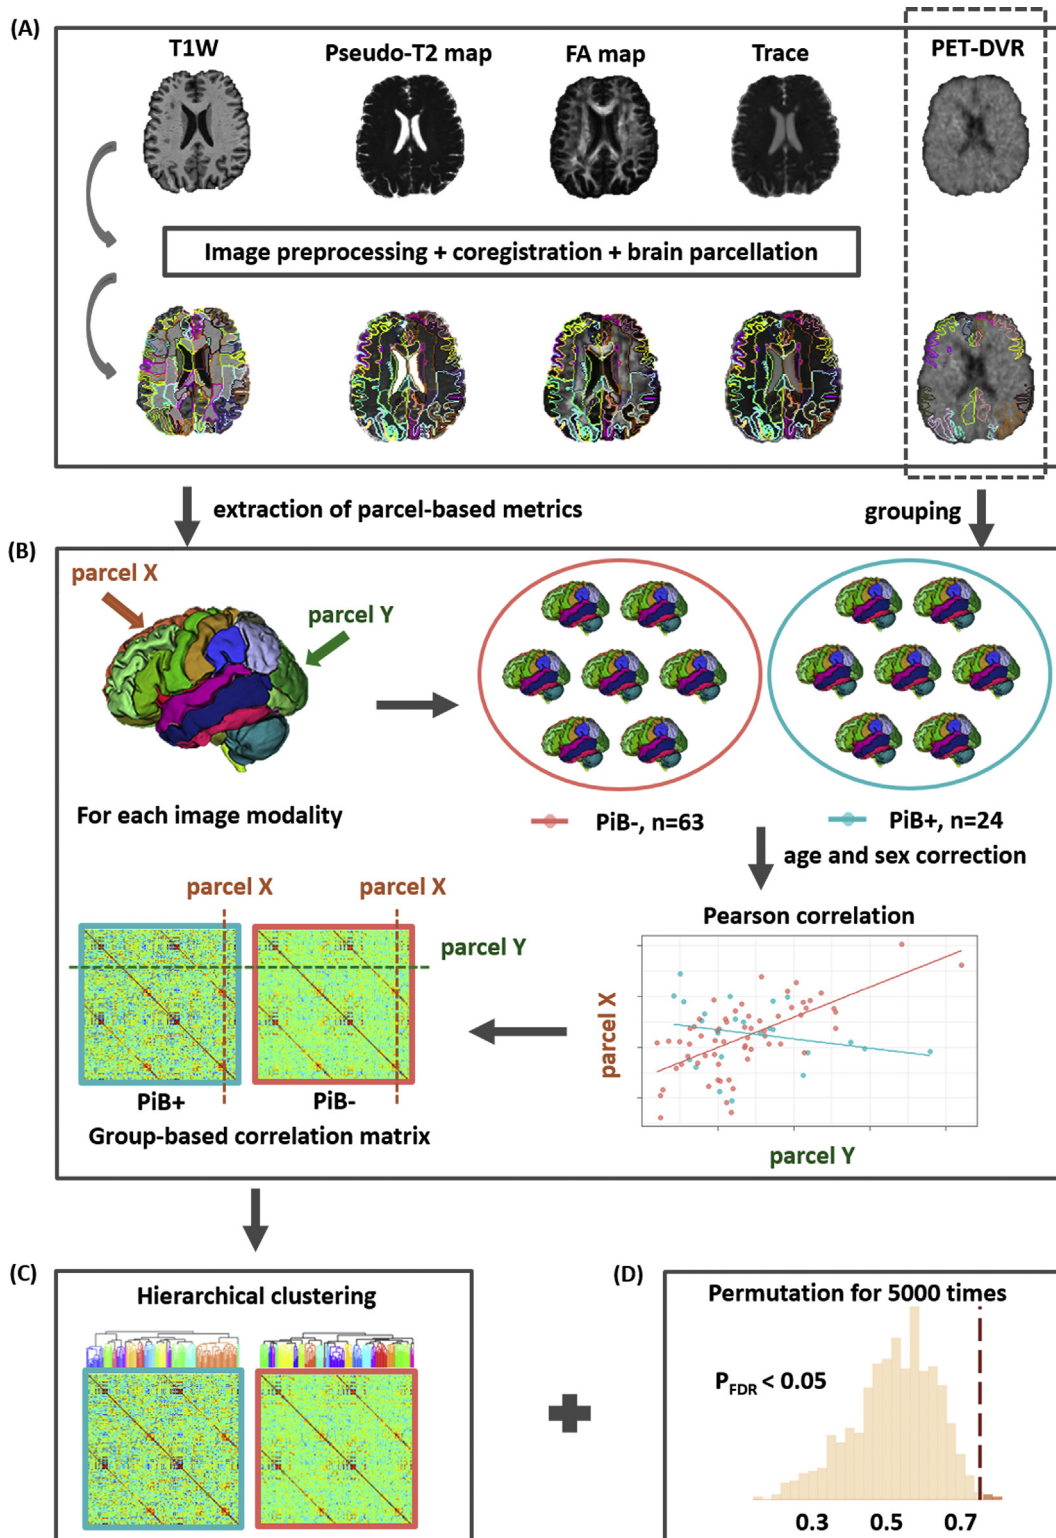 (A)
T1W
Pseudo-T2 map
FA map
Trace
PET-DVR
Image preprocessing + coregistration + brain parcellation
extraction of parcel-based metrics
grouping
(B)
parcel X
parcel Y
For each image modality
PiB-, n=63
PiB+, n=24
age and sex correction
parcel X
parcel X
parcel Y
Pearson correlation
parcel X
parcel Y
PiB+
PiB-
Group-based correlation matrix
(C)
Hierarchical clustering
(D)
Permutation for 5000 times
PFDR < 0.05
0.3
0.5
0.7